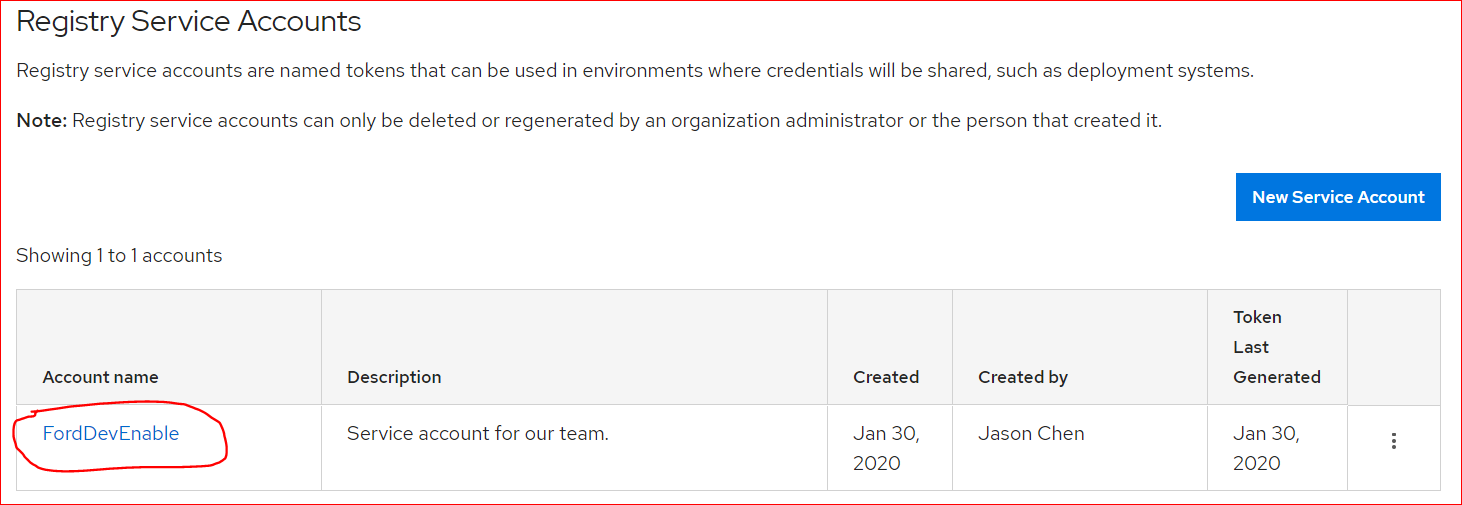 Registry Service Accounts
Registry service accounts are named tokens that can be used in environments where credentials will be shared, such as deployment systems.
Note: Registry service accounts can only be deleted or regenerated by an organization administrator or the person that created it.
New Service Account
Showing 1 to 1 accounts
Account name
Description
Created
Created by
Token
Last
Generated
FordDevEnable
Service account for our team.
Jan 30,
2020
Jason Chen
Jan 30,
2020